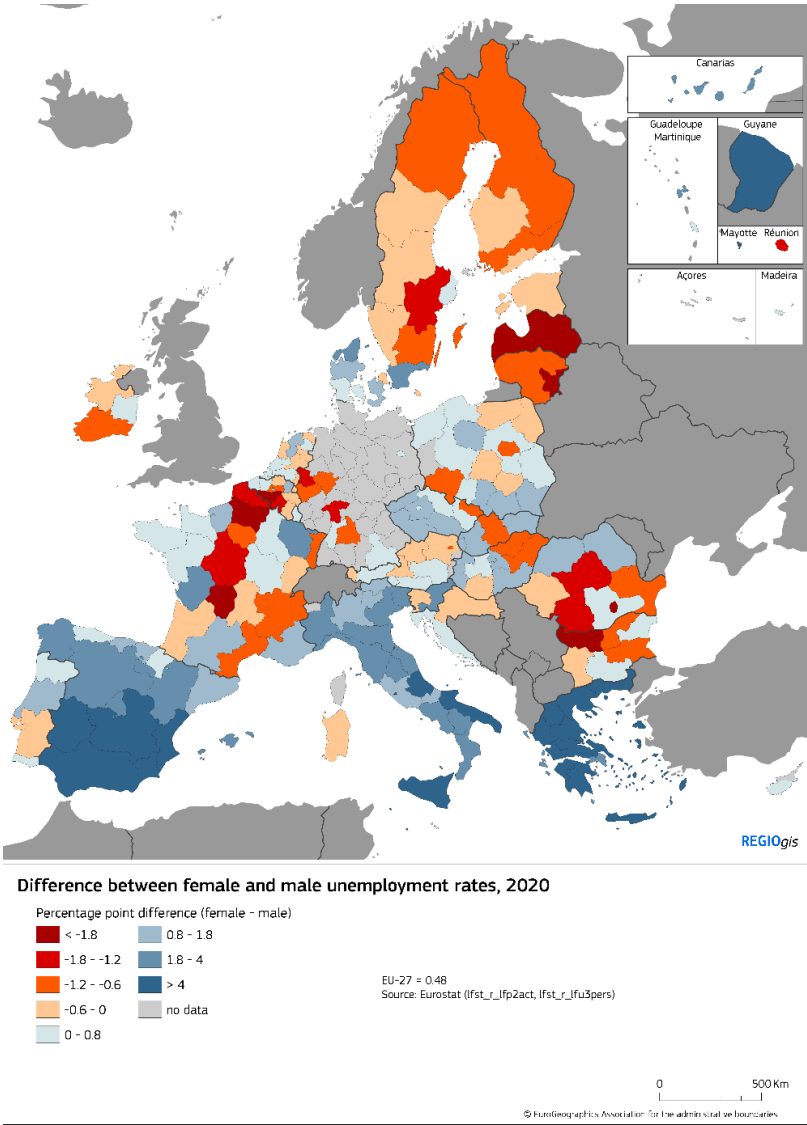 Canarias
Guadeloupe
Martinique
Guyane
Mayotte
Réunion
Açores
Madeira
REGIOgis
Difference between female and male unemployment rates, 2020
Percentage point difference (female - male)
< -1.8
-1.8 - -1.2
-1.2 - -0.6
-0.6 - 0
0 - 0.8
0.8 - 1.8
1.8 - 4
> 4
no data
EU-27 = 0.48
Source: Eurostat (lfst_r_lfp2act, lfst_r_lfu3pers)
0 500 Km
© EuroGeographics Association for the administrative boundaries